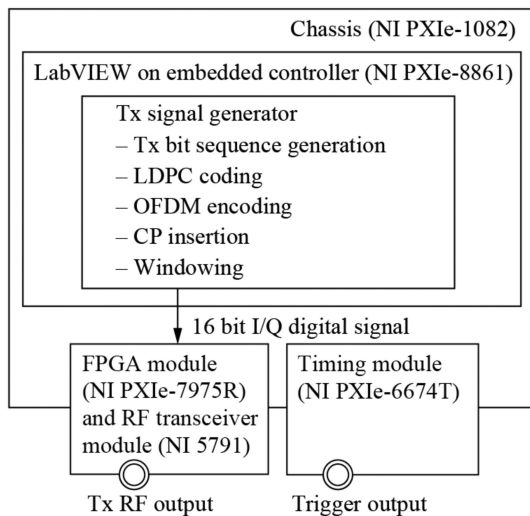 Chassis (NI PXIe-1082)
LabVIEW on embedded controller (NI PXIe-8861)
Tx signal generator
– Tx bit sequence generation
– LDPC coding
– OFDM encoding
– CP insertion
– Windowing
16 bit I/Q digital signal
FPGA module
(NI PXIe-7975R)
and RF transceiver
module (NI 5791)
Timing module
(NI PXIe-6674T)
Tx RF output
Trigger output